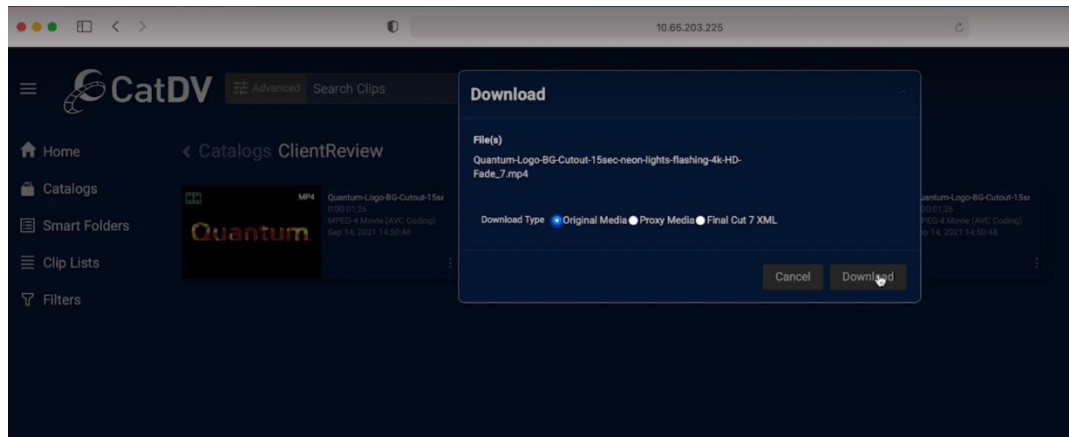 10.65.203.225
CatDV
Advanced
Search Clips
Home
Catalogs
Smart Folders
Clip Lists
Filters
Catalogs ClientReview
MP4
Quantum
Quantum-Logo-BG-Cutout-15se
0:00:01;26
MPEG-4 Movie (AVC Coding)
Sep 14, 2021 14:50:46
Download
File(s)
Quantum-Logo-BG-Cutout-15sec-neon-lights-flashing-4k-HD-
Fade_7.mp4
Download Type Original Media Proxy Media Final Cut 7 XML
Cancel
Download
uantum-Logo-BG-Cutout-15se
00:01;26
PEG-4 Movie (AVC Coding)
p 14, 2021 14:50:48